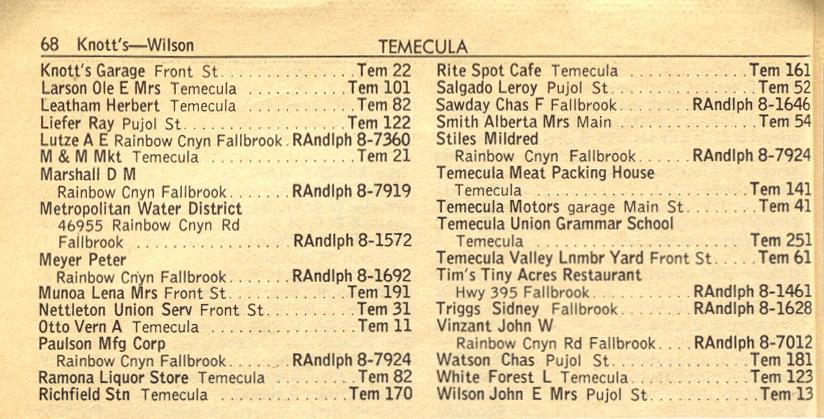 68 Knott's—Wilson
TEMECULA
Knott's Garage Front St. . . . . . . . . . . . . . . Tem 22
Larson Ole E Mrs Temecula . . . . . . . . . . Tem 101
Leatham Herbert Temecula . . . . . . . . . . . Tem 82
Liefer Ray Pujol St. . . . . . . . . . . . . . . . . Tem 122
Lutze A E Rainbow Cnyn Fallbrook . RAndlph 8-7360
M & M Mkt Temecula . . . . . . . . . . . . . . . Tem 21
Marshall D M
Rainbow Cnyn Fallbrook . . . . . . . RAndlph 8-7919
Metropolitan Water District
46955 Rainbow Cnyn Rd
Fallbrook . . . . . . . . . . . . . . . . RAndlph 8-1572
Meyer Peter
Rainbow Cnyn Fallbrook . . . . . . . RAndlph 8-1692
Munoa Lena Mrs Front St. . . . . . . . . . . . Tem 191
Nettleton Union Serv Front St. . . . . . . . . . Tem 31
Otto Vern A Temecula . . . . . . . . . . . . . . Tem 11
Paulson Mfg Corp
Rainbow Cnyn Fallbrook . . . . . . . RAndlph 8-7924
Ramona Liquor Store Temecula . . . . . . . . . Tem 82
Richfield Stn Temecula . . . . . . . . . . . . . Tem 170
Rite Spot Cafe Temecula . . . . . . . . . . . . Tem 161
Salgado Leroy Pujol St. . . . . . . . . . . . . . . Tem 52
Sawday Chas F Fallbrook . . . . . . . . RAndlph 8-1646
Smith Alberta Mrs Main . . . . . . . . . . . . . . Tem 54
Stiles Mildred
Rainbow Cnyn Fallbrook . . . . . . . RAndlph 8-7924
Temecula Meat Packing House
Temecula . . . . . . . . . . . . . . . . . . . . . . Tem 141
Temecula Motors garage Main St. . . . . . . . . Tem 41
Temecula Union Grammar School
Temecula . . . . . . . . . . . . . . . . . . . . . Tem 251
Temecula Valley Lnmbr Yard Front St. . . . . . Tem 61
Tim's Tiny Acres Restaurant
Hwy 395 Fallbrook . . . . . . . . . . . RAndlph 8-1461
Triggs Sidney Fallbrook . . . . . . . . . RAndlph 8-1628
Vinzant John W
Rainbow Cnyn Rd Fallbrook . . . . RAndlph 8-7012
Watson Chas Pujol St. . . . . . . . . . . . . . . Tem 181
White Forest L Temecula . . . . . . . . . . . . Tem 123
Wilson John E Mrs Pujol St. . . . . . . . . . . . Tem 13